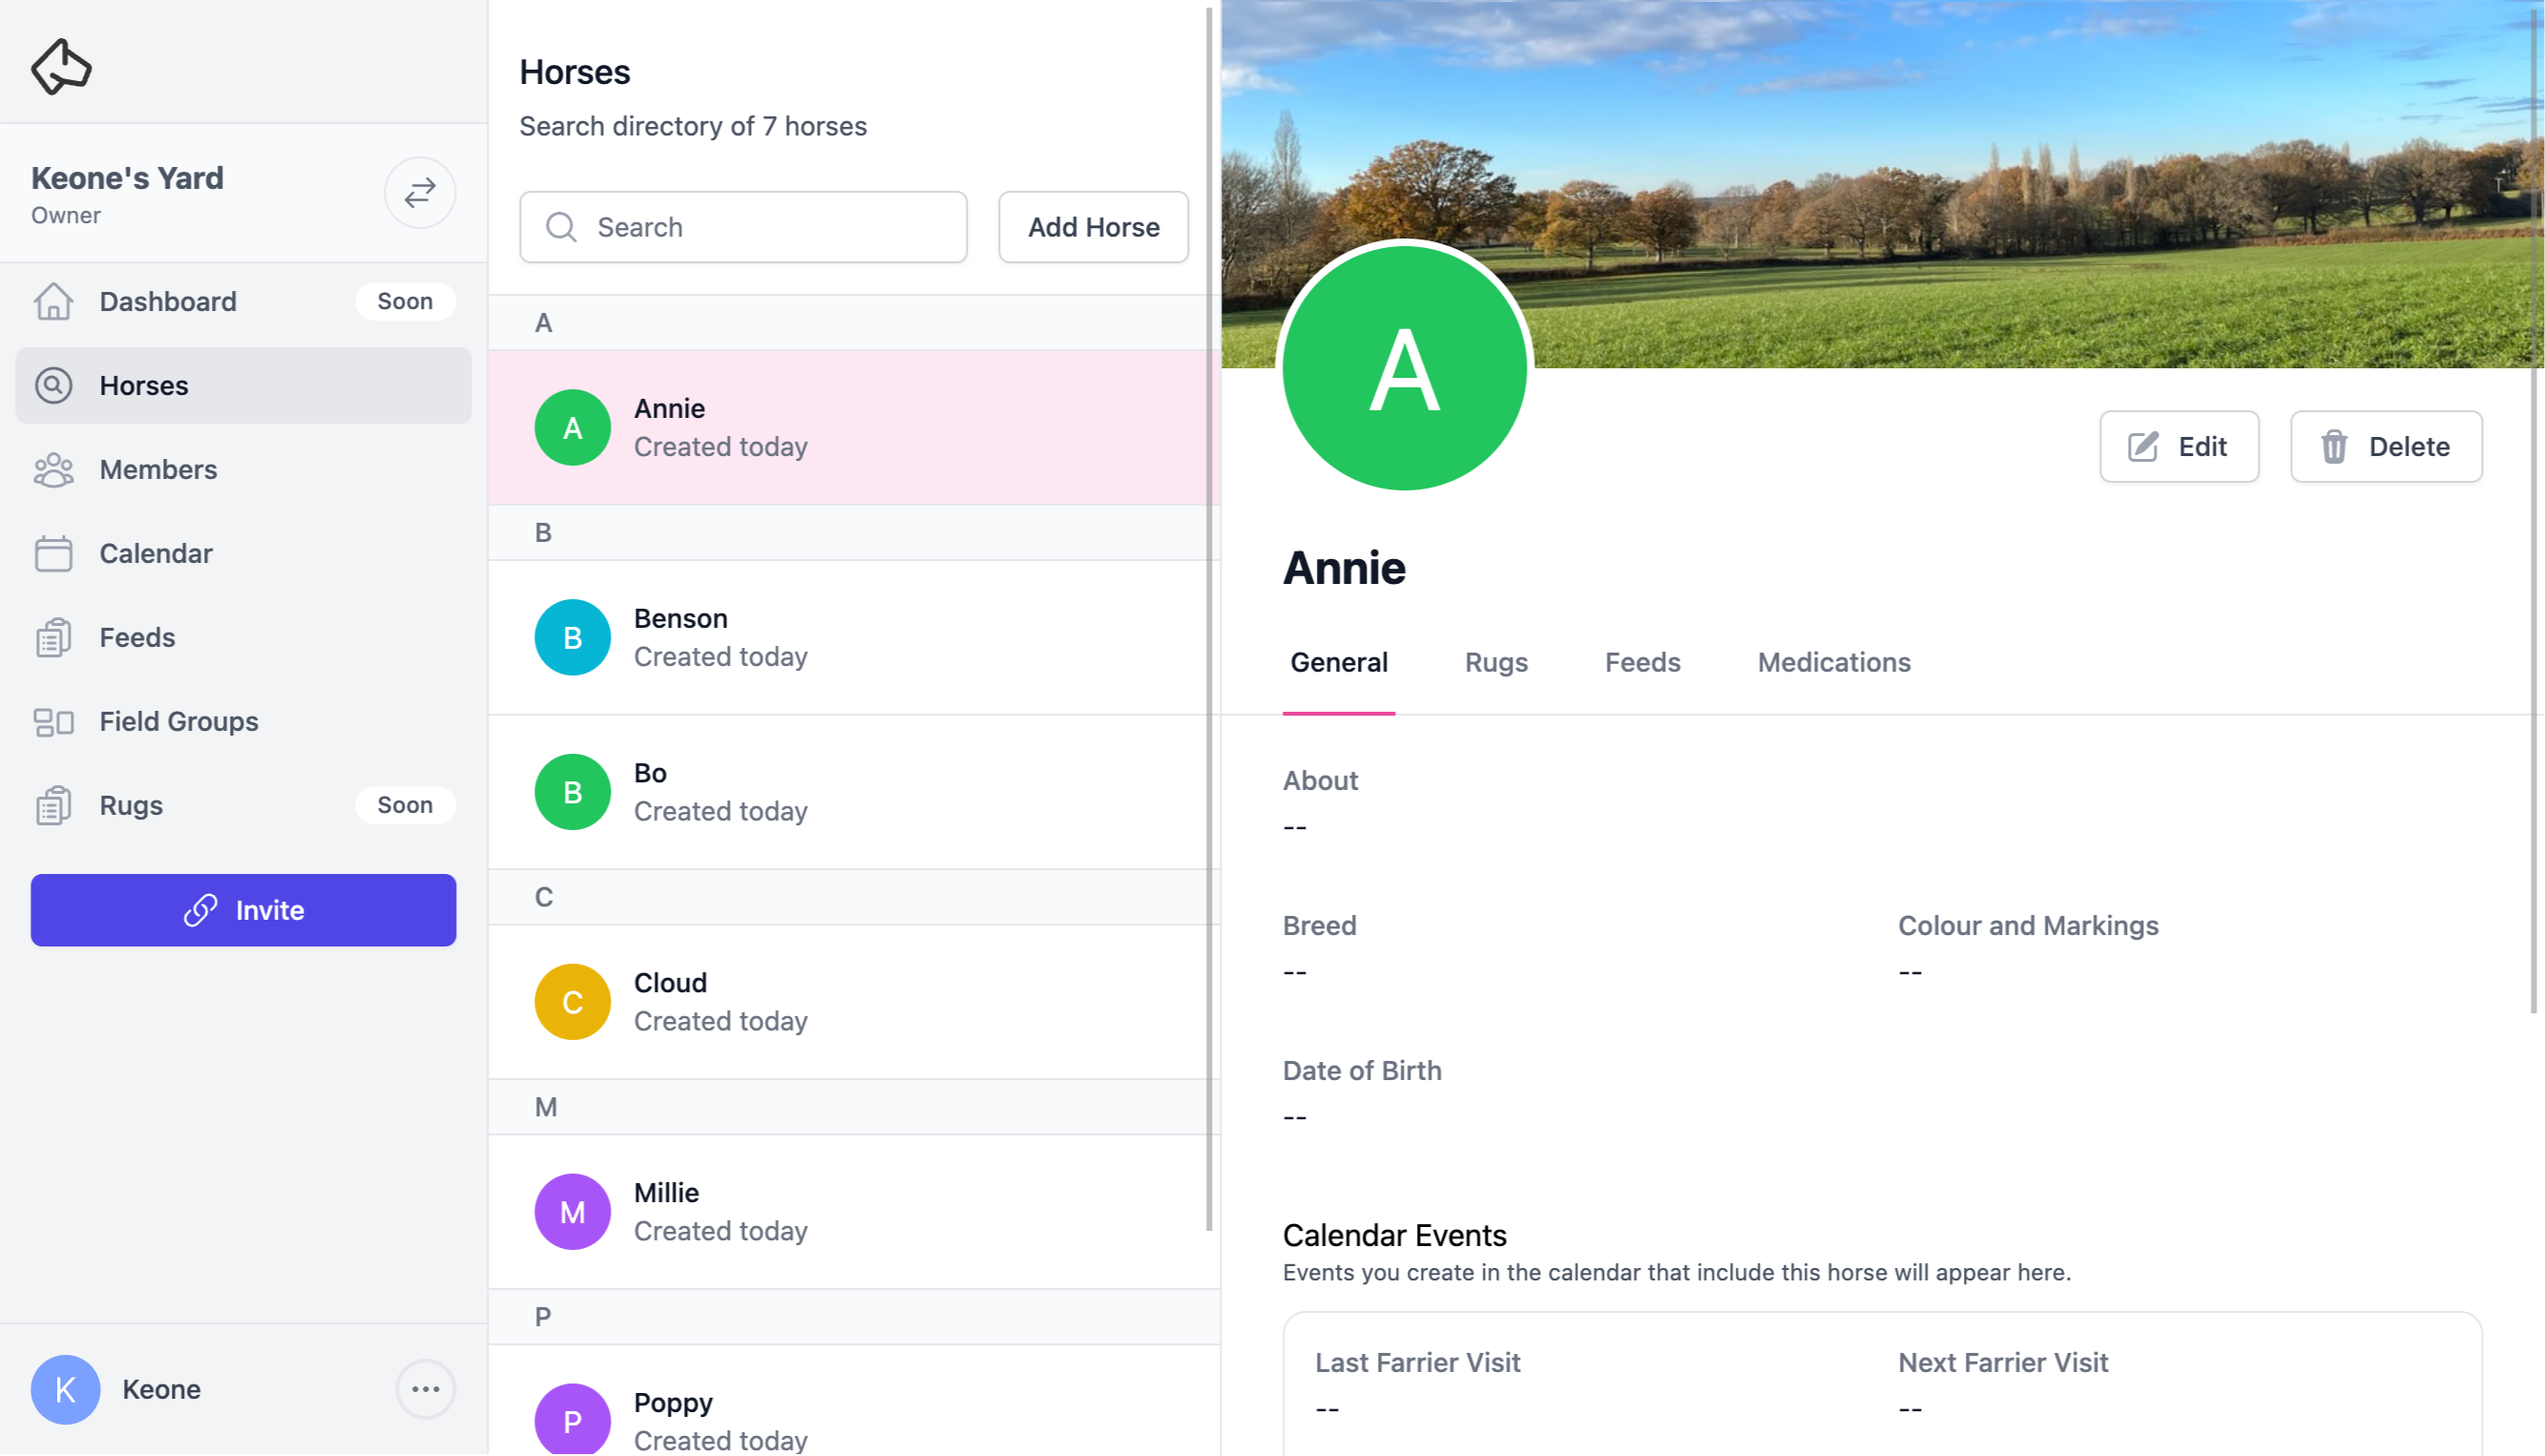 Keone's Yard
Owner
Dashboard
Soon
Horses
Members
Calendar
Feeds
Field Groups
Rugs
Soon
Invite
K
Keone
Horses
Search directory of 7 horses
Search
Add Horse
A
A
Annie
Created today
B
B
Benson
Created today
B
Bo
Created today
C
C
Cloud
Created today
M
M
Millie
Created today
P
P
Poppy
Created today
A
Edit
Delete
Annie
General
Rugs
Feeds
Medications
About
--
Breed
--
Colour and Markings
--
Date of Birth
--
Calendar Events
Events you create in the calendar that include this horse will appear here.
Last Farrier Visit
--
Next Farrier Visit
--